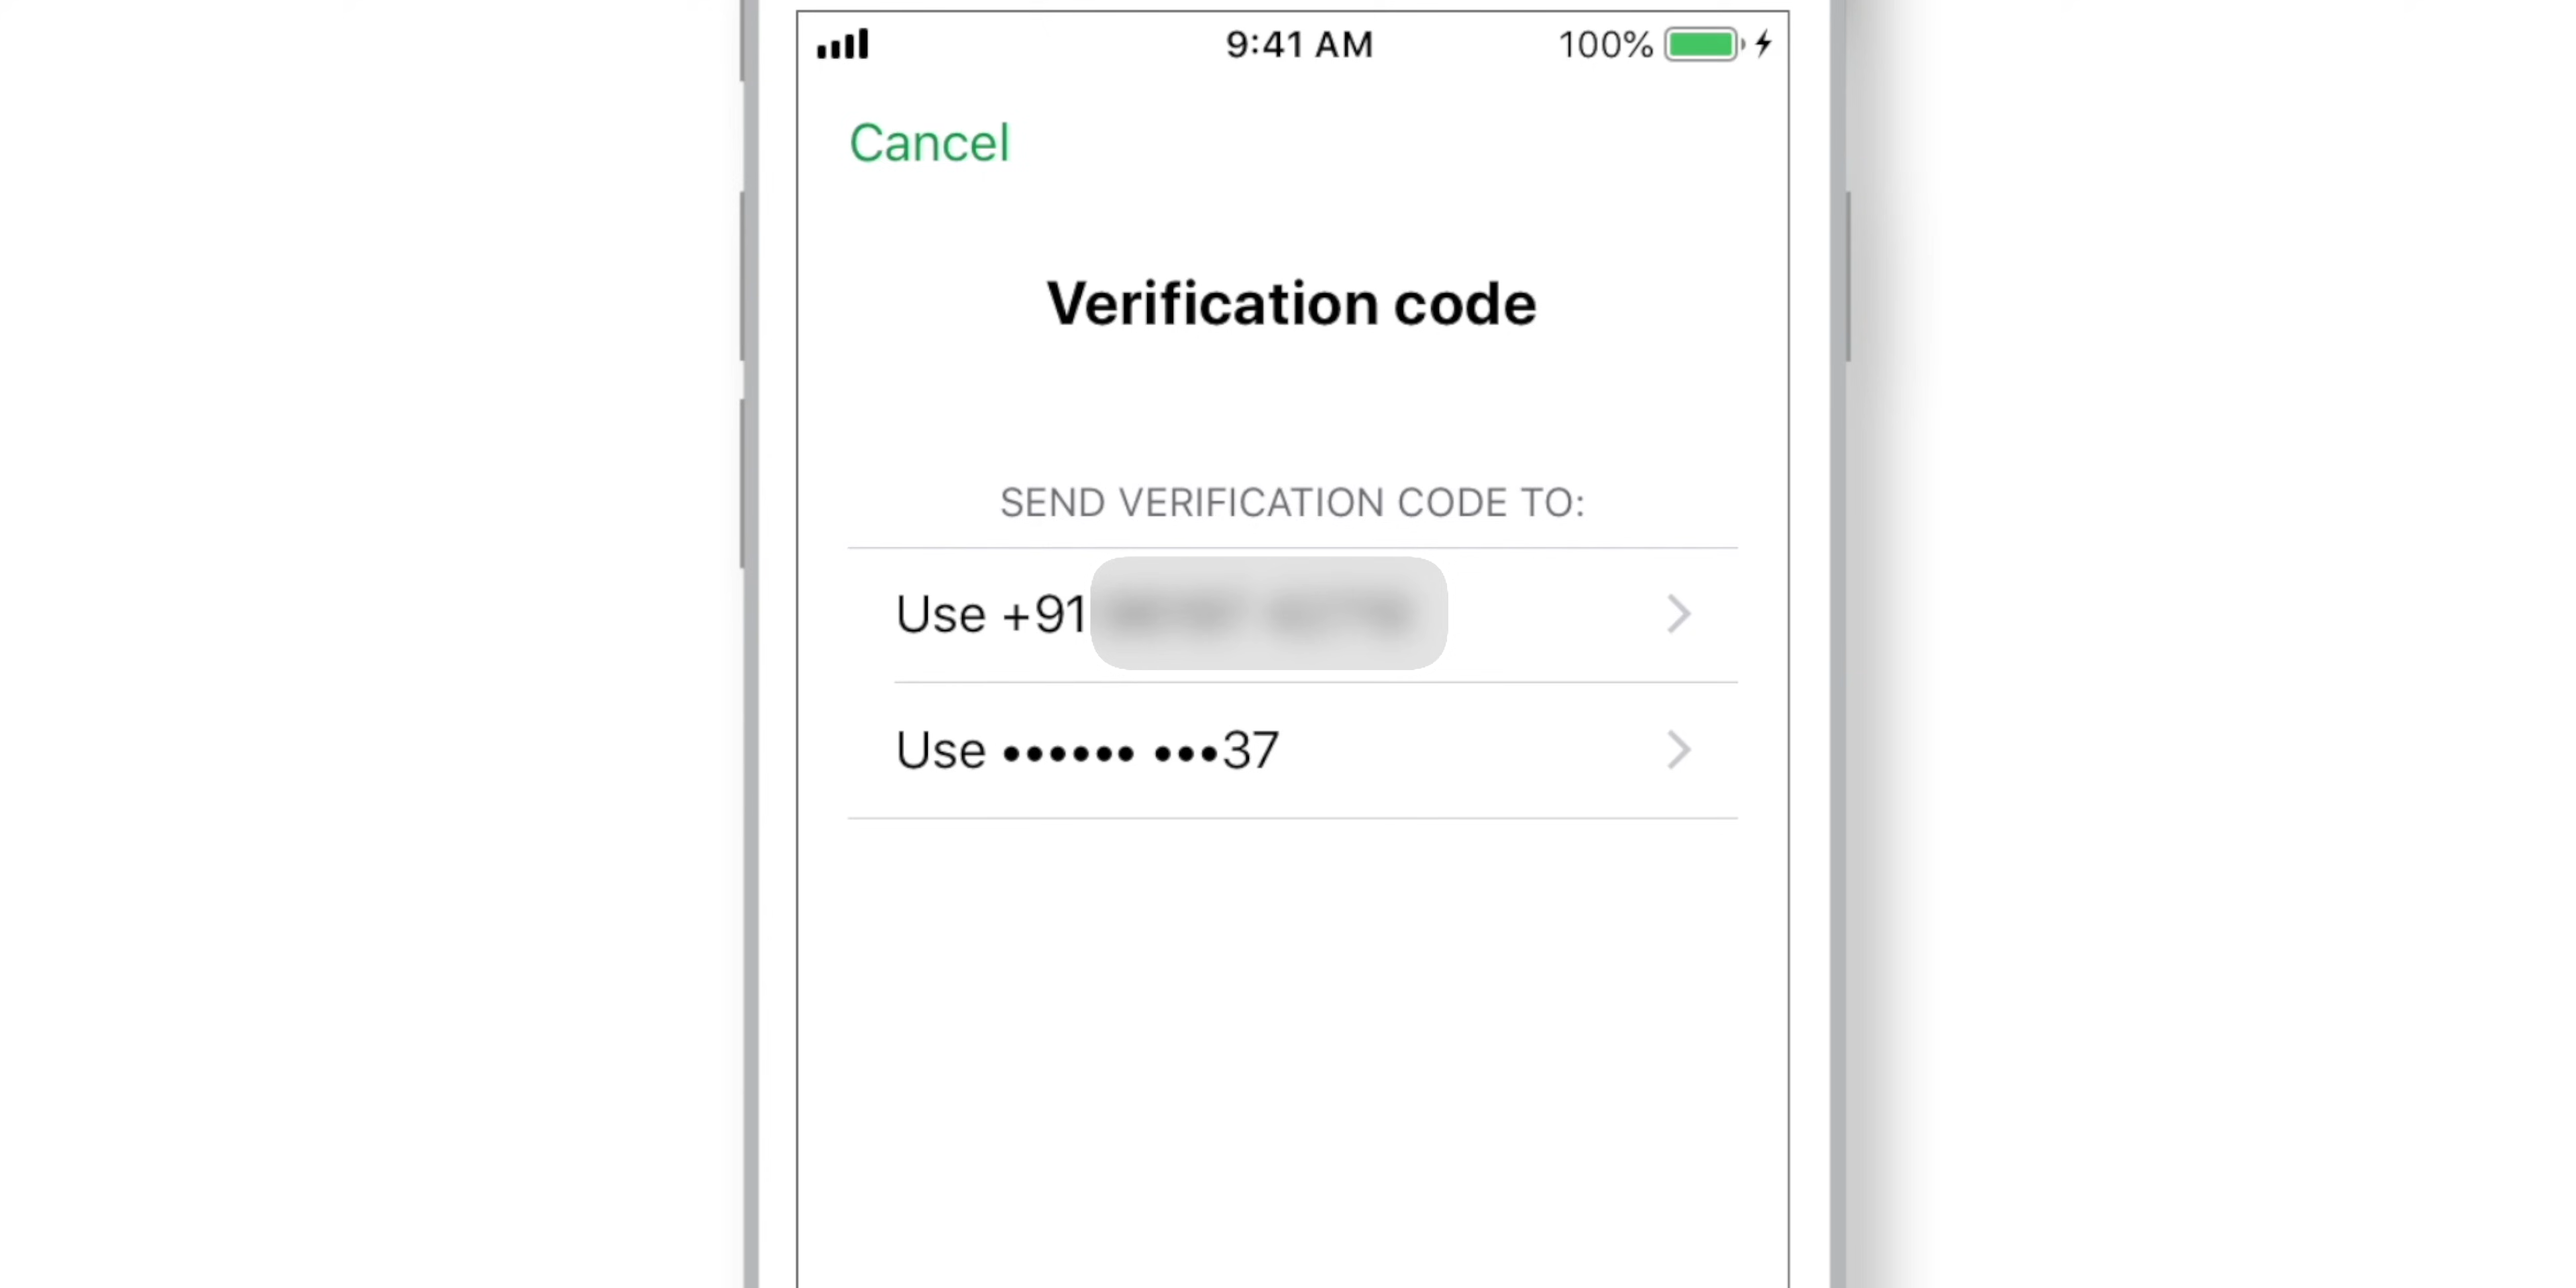 9:41 AM 100%
Cancel
Verification code
SEND VERIFICATION CODE TO:
Use +91
Use •••••• •••37